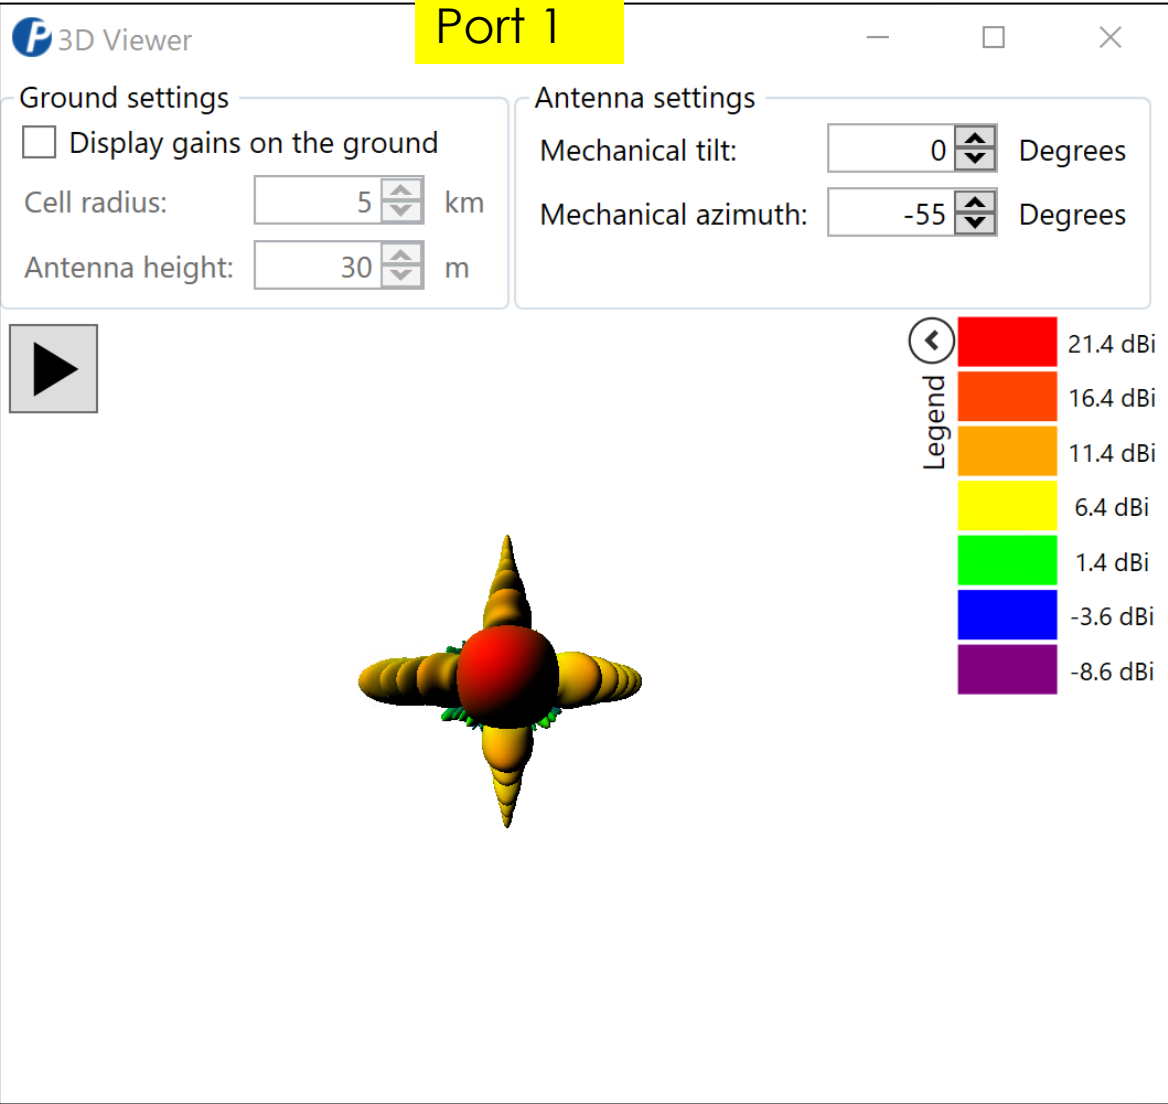 Port 1
3D Viewer
Ground settings
Display gains on the ground
Cell radius: 5 km
Antenna height: 30 m
Antenna settings
Mechanical tilt: 0 Degrees
Mechanical azimuth: -55 Degrees
Legend
21.4 dBi
16.4 dBi
11.4 dBi
6.4 dBi
1.4 dBi
-3.6 dBi
-8.6 dBi